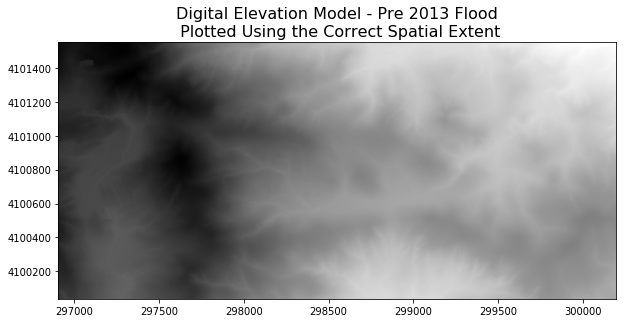 Digital Elevation Model - Pre 2013 Flood
Plotted Using the Correct Spatial Extent
4101400
4101200
4101000
4100800
4100600
4100400
4100200
297000 297500 298000 298500 299000 299500 300000